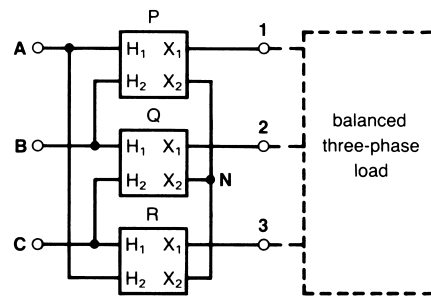 P
1
A H₁ X₁
H₂ X₂
Q
2
B H₁ X₁
H₂ X₂ N
R
3
C H₁ X₁
H₂ X₂
balanced
three-phase
load